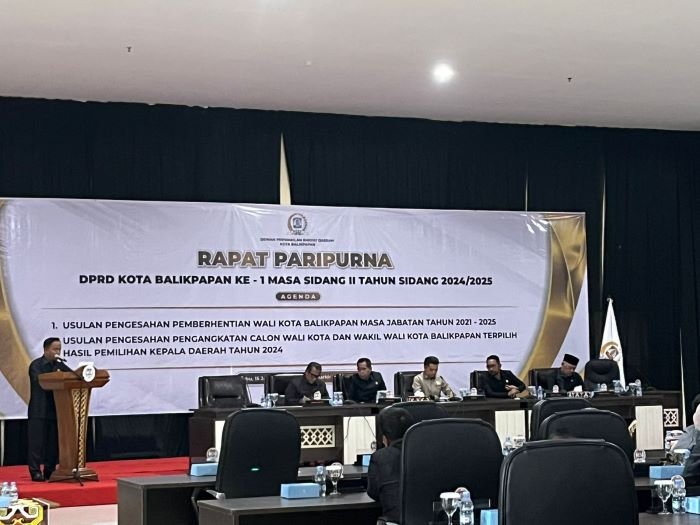 DEWAN PERWAKILAN RAKYAT DAERAH
KOTA BALIKPAPAN
RAPAT PARIPURNA
DPRD KOTA BALIKPAPAN KE - 1 MASA SIDANG II TAHUN SIDANG 2024/2025
AGENDA
1. USULAN PENGESAHAN PEMBERHENTIAN WALI KOTA BALIKPAPAN MASA JABATAN TAHUN 2021 - 2025
USULAN PENGESAHAN PENGANGKATAN CALON WALI KOTA DAN WAKIL WALI KOTA BALIKPAPAN TERPILIH
HASIL PEMILIHAN KEPALA DAERAH TAHUN 2024